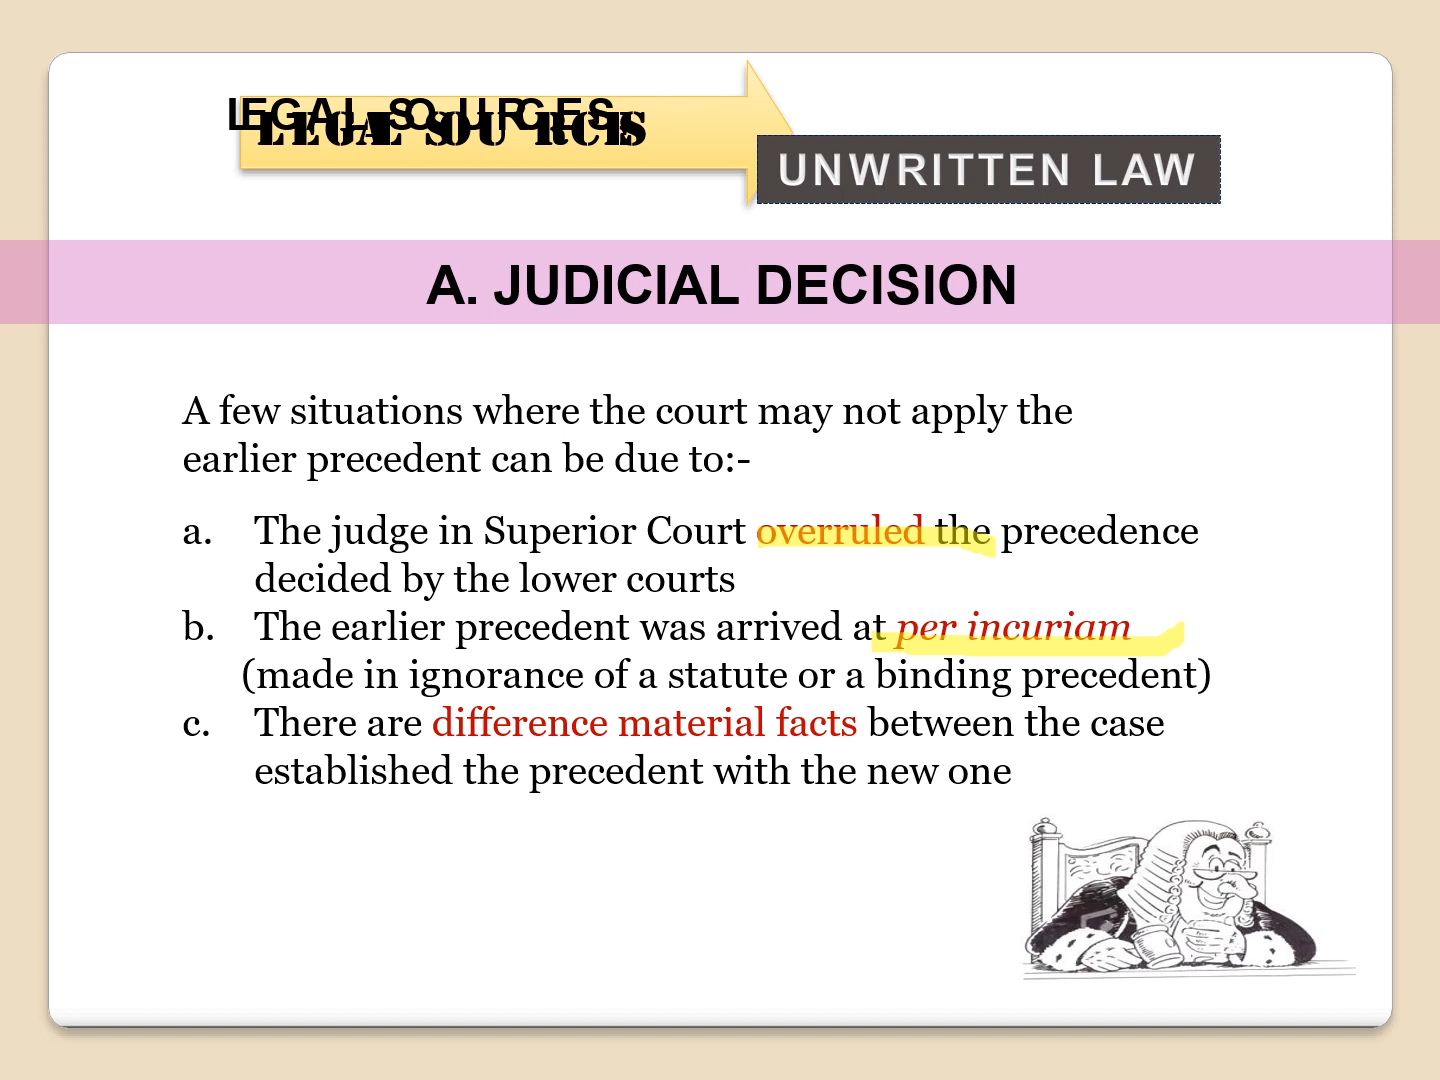 LEGAL SOURCES
UNWRITTEN LAW
A. JUDICIAL DECISION
A few situations where the court may not apply the
earlier precedent can be due to:-
a. The judge in Superior Court overruled the precedence
decided by the lower courts
b. The earlier precedent was arrived at per incuriam
(made in ignorance of a statute or a binding precedent)
c. There are difference material facts between the case
established the precedent with the new one